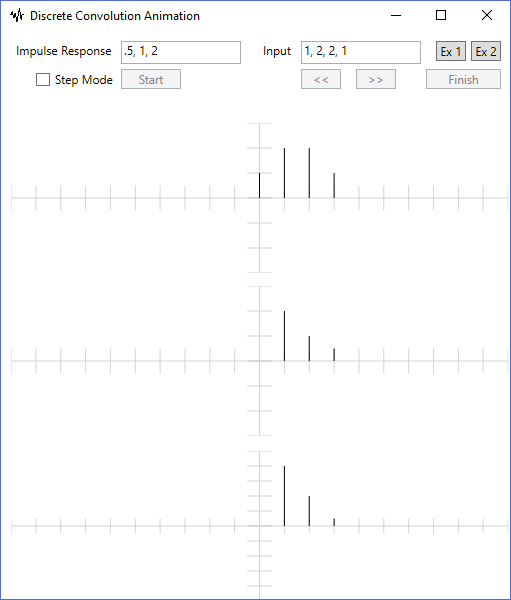 Discrete Convolution Animation
Impulse Response .5, 1, 2 Input 1, 2, 2, 1 Ex 1 Ex 2
Step Mode Start << >> Finish